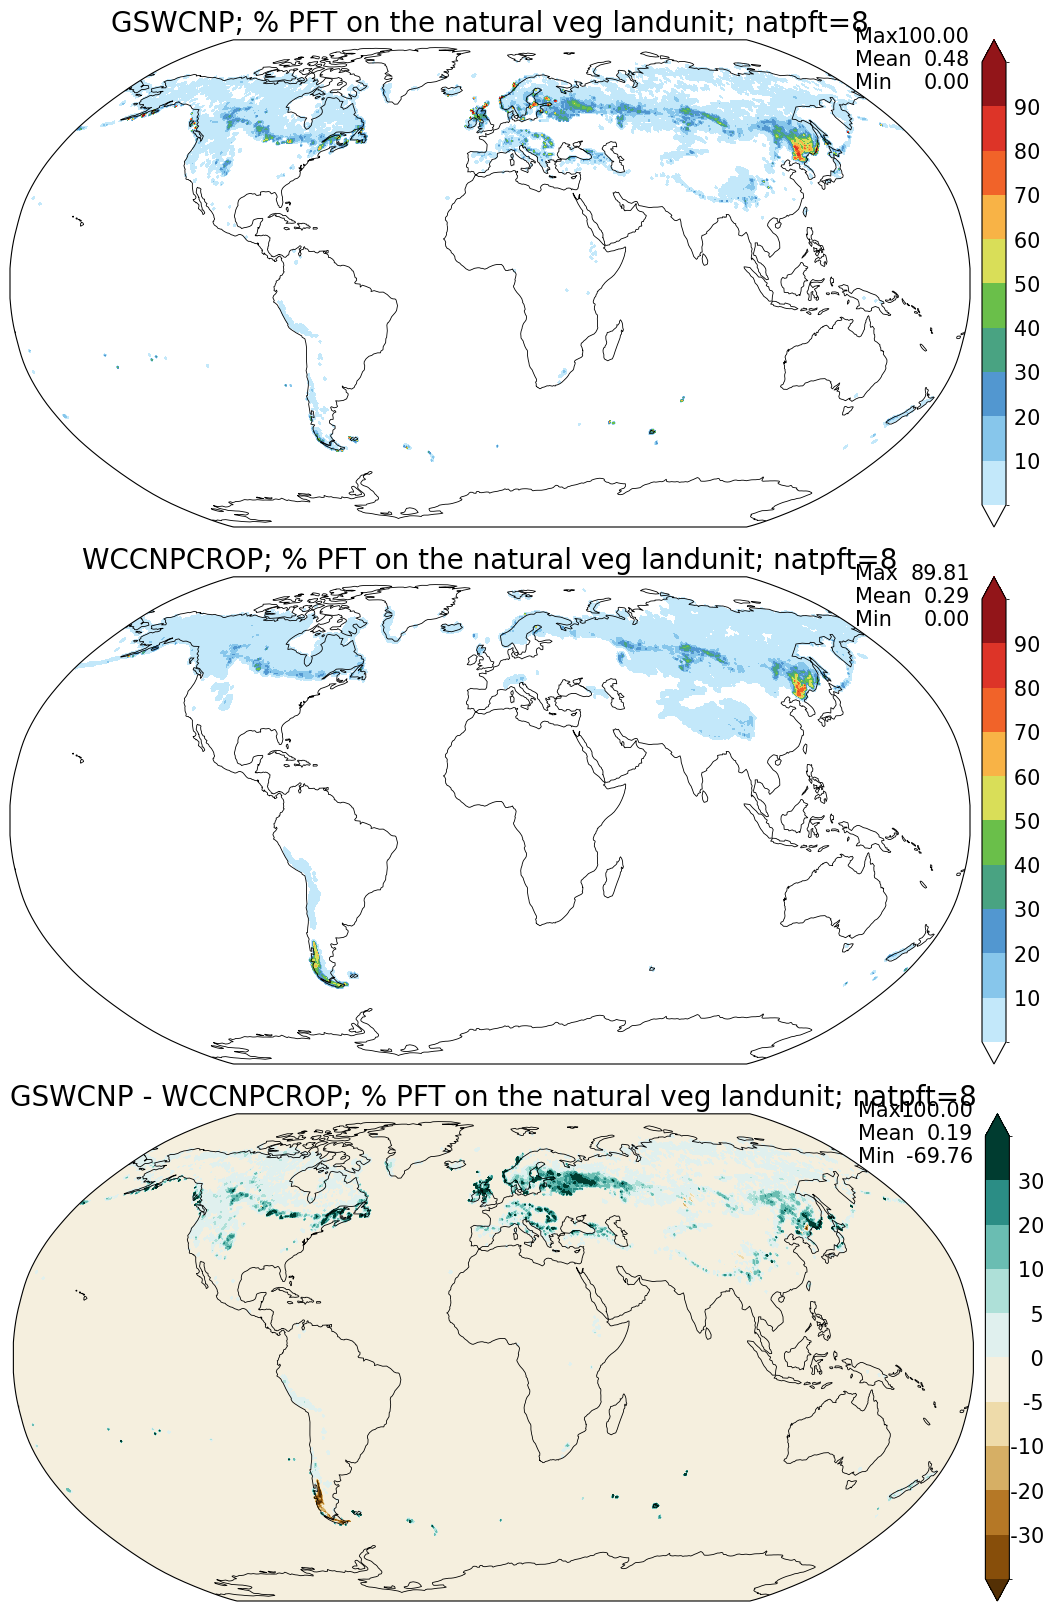 GSWCNP; % PFT on the natural veg landunit; natpft=8
Max100.00
Mean 0.48
Min 0.00
90
80
70
60
50
40
30
20
10
WCCNPCROP; % PFT on the natural veg landunit; natpft=8
Max 89.81
Mean 0.29
Min 0.00
90
80
70
60
50
40
30
20
10
GSWCNP - WCCNPCROP; % PFT on the natural veg landunit; natpft=8
Max100.00
Mean 0.19
Min -69.76
30
20
10
5
0
-5
-10
-20
-30